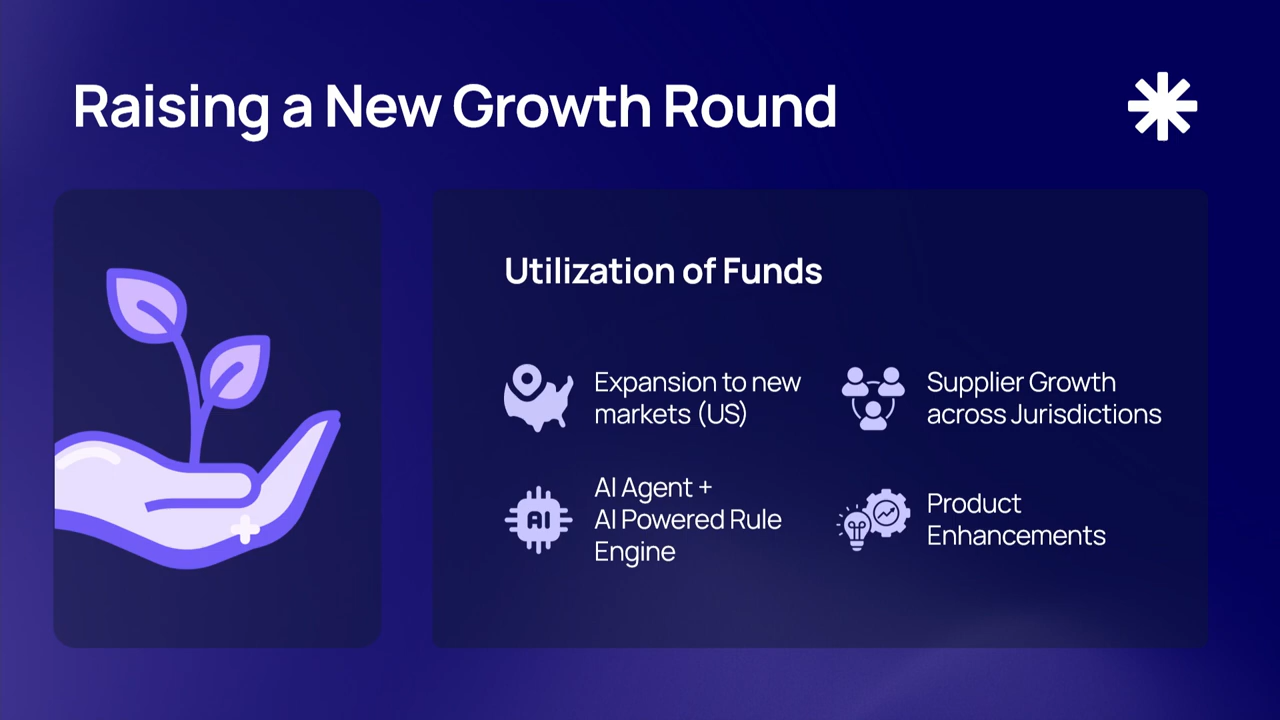 Raising a New Growth Round
Utilization of Funds
Expansion to new
markets (US)
Supplier Growth
across Jurisdictions
AI
AI Agent +
AI Powered Rule
Engine
Product
Enhancements